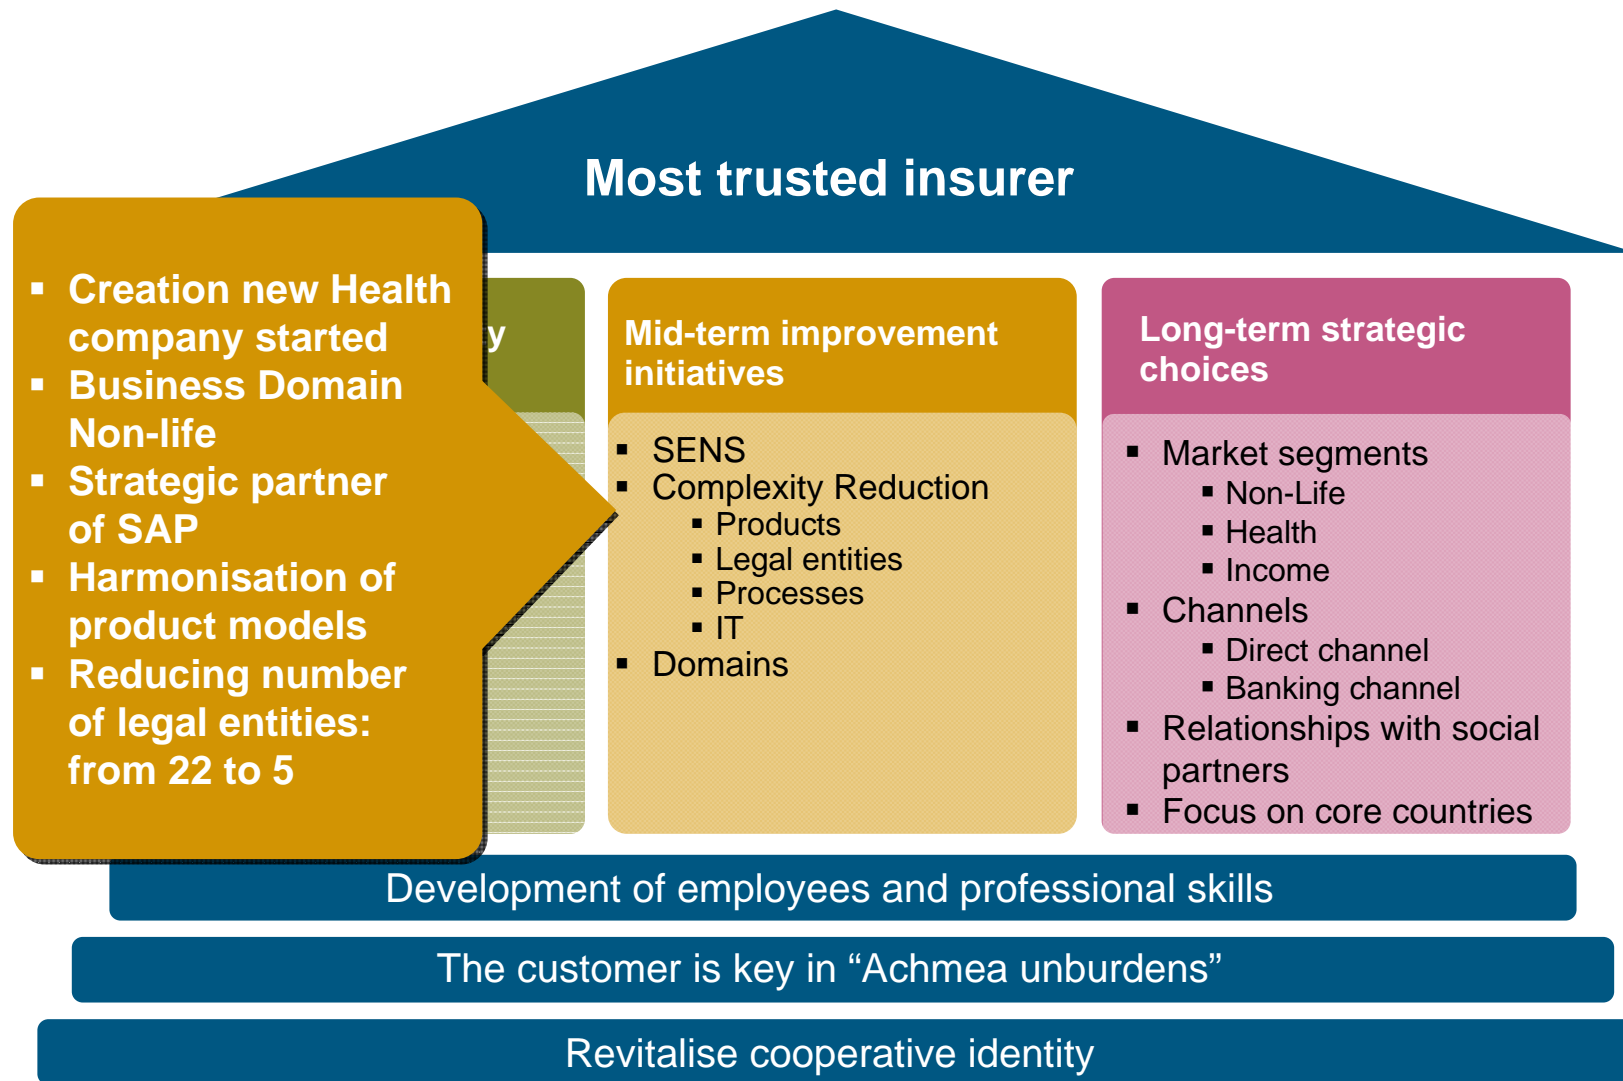 Most trusted insurer
▪ Creation new Health
company started
▪ Business Domain
Non-life
▪ Strategic partner
of SAP
▪ Harmonisation of
product models
▪ Reducing number
of legal entities:
from 22 to 5
y
Mid-term improvement
initiatives
▪ SENS
▪ Complexity Reduction
▪ Products
▪ Legal entities
▪ Processes
▪ IT
▪ Domains
Long-term strategic
choices
▪ Market segments
▪ Non-Life
▪ Health
▪ Income
▪ Channels
▪ Direct channel
▪ Banking channel
▪ Relationships with social
partners
▪ Focus on core countries
Development of employees and professional skills
The customer is key in “Achmea unburdens”
Revitalise cooperative identity